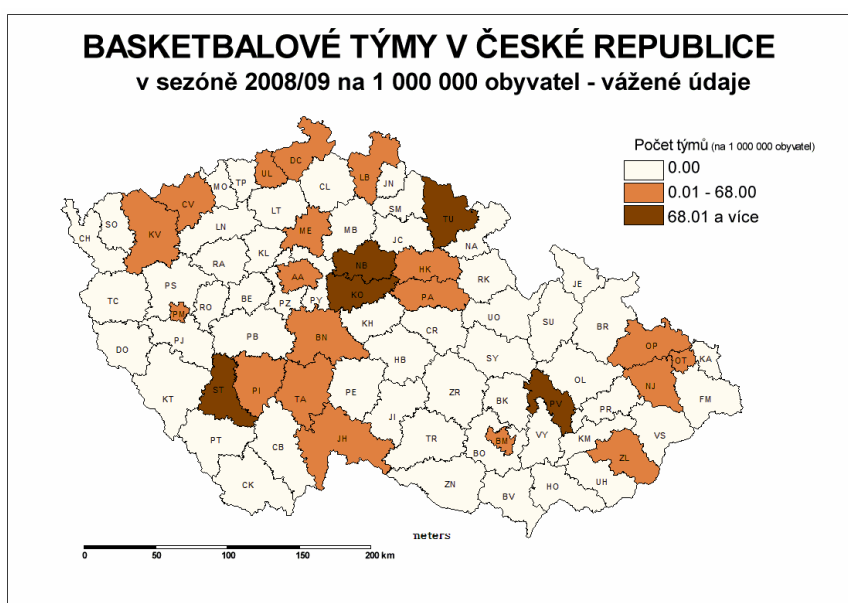 BASKETBALOVÉ TÝMY V ČESKÉ REPUBLICE
v sezóně 2008/09 na 1 000 000 obyvatel - vážené údaje
Počet týmů (na 1 000 000 obyvatel)
0.00
0.01 - 68.00
68.01 a více
DC
UL
LB
JN
TP
MO
CL
CV
SM
TU
LT
SO
LN
ME
MB
KV
CH
JC
NA
KL
RA
NB
HK
AA
RK
PS
JE
TC
BE
KO
PA
RO
PZ
PY
PM
UO
SU
BR
KH
CR
PB
BN
PJ
OP
DO
HB
SY
OT
KA
OL
NJ
ST
PI
KT
TA
PE
ZR
BK
PV
FM
PR
JI
PT
CB
JH
TR
BM
BO
VY
KM
VS
ZL
CK
ZN
BV
HO
UH
neters
0 50 100 150 200 km